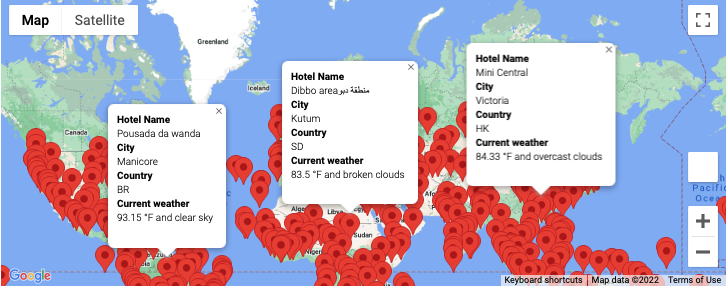 Map
Satellite
Greenland
Iceland
Canada
Hotel Name
Pousada da wanda
City
Manicore
Country
BR
Current weather
93.15 °F and clear sky
Hotel Name
Dibbo area منطقة دبو
City
Kutum
Country
SD
Current weather
83.5 °F and broken clouds
Hotel Name
Mini Central
City
Victoria
Country
HK
Current weather
84.33 °F and overcast clouds
Libya
Sudan
Pacific
Google
Keyboard shortcuts
Map data ©2022
Terms of Use